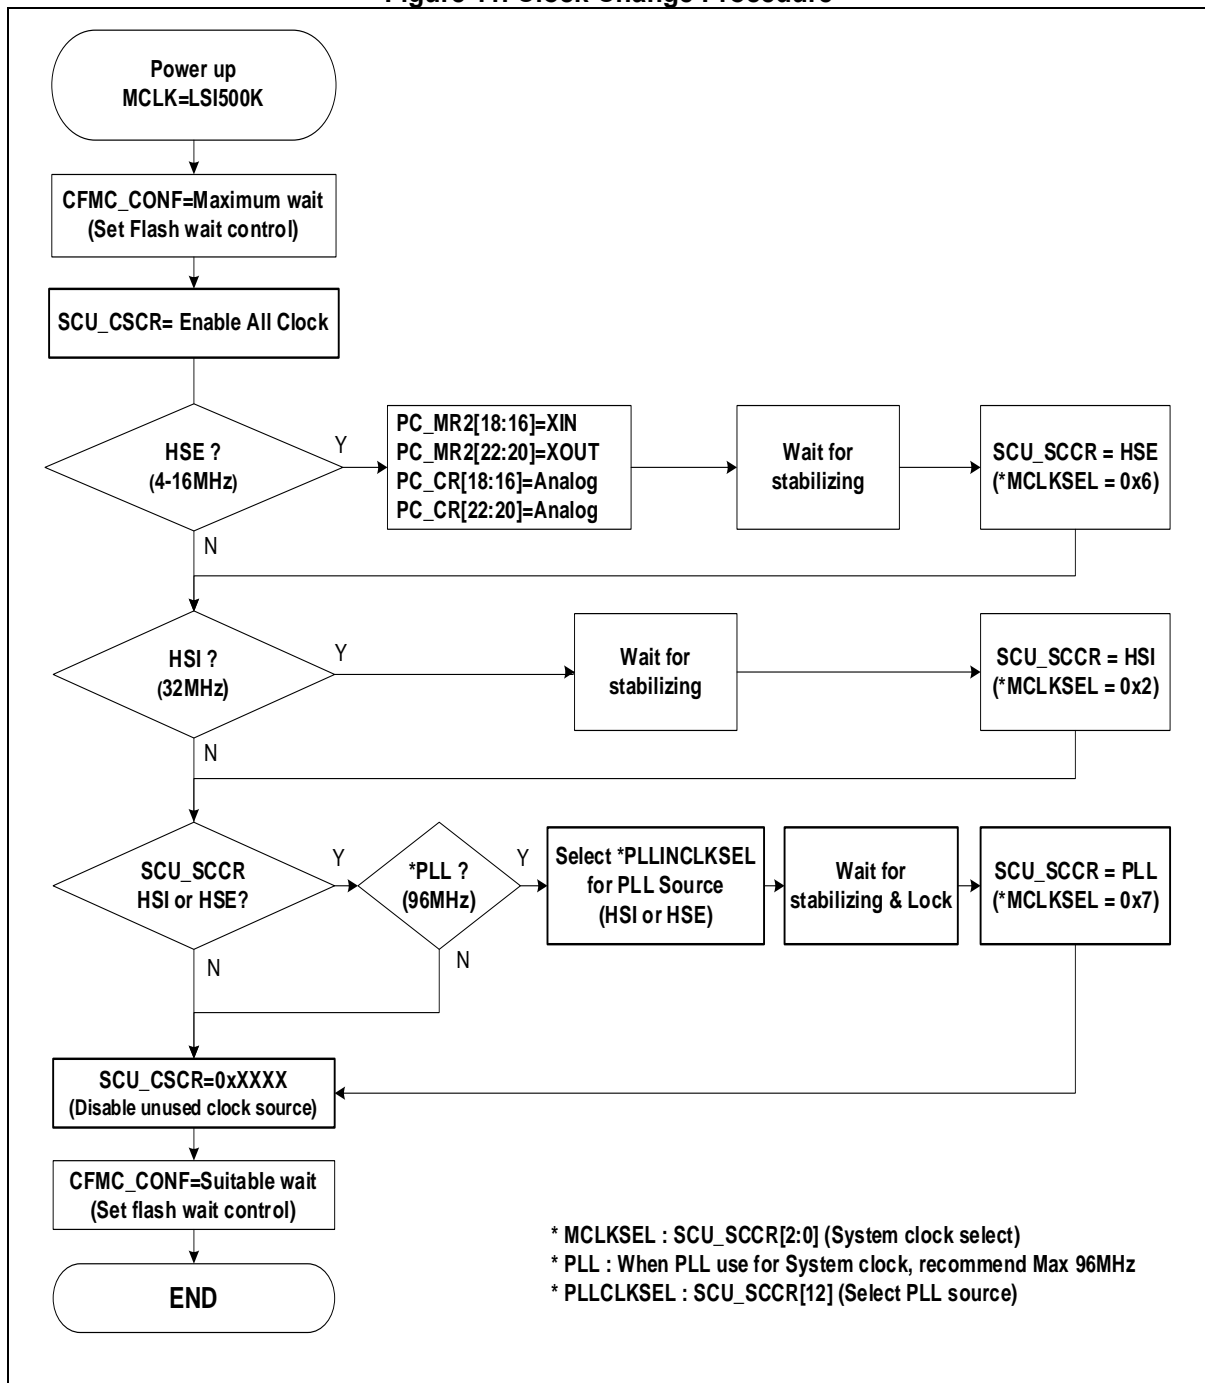 Figure 11. Clock Change Procedure
Power up
MCLK=LSI500K
CFMC_CONF=Maximum wait
(Set Flash wait control)
SCU_CSCR= Enable All Clock
HSE ?
(4-16MHz)
Y
N
PC_MR2[18:16]=XIN
PC_MR2[22:20]=XOUT
PC_CR[18:16]=Analog
PC_CR[22:20]=Analog
Wait for
stabilizing
SCU_SCCR = HSE
(*MCLKSEL = 0x6)
HSI ?
(32MHz)
Y
N
Wait for
stabilizing
SCU_SCCR = HSI
(*MCLKSEL = 0x2)
SCU_SCCR
HSI or HSE?
Y
N
*PLL ?
(96MHz)
Y
N
Select *PLLINCLKSEL
for PLL Source
(HSI or HSE)
Wait for
stabilizing & Lock
SCU_SCCR = PLL
(*MCLKSEL = 0x7)
SCU_CSCR=0xXXXX
(Disable unused clock source)
CFMC_CONF=Suitable wait
(Set flash wait control)
END
* MCLKSEL : SCU_SCCR[2:0] (System clock select)
* PLL : When PLL use for System clock, recommend Max 96MHz
* PLLCLKSEL : SCU_SCCR[12] (Select PLL source)